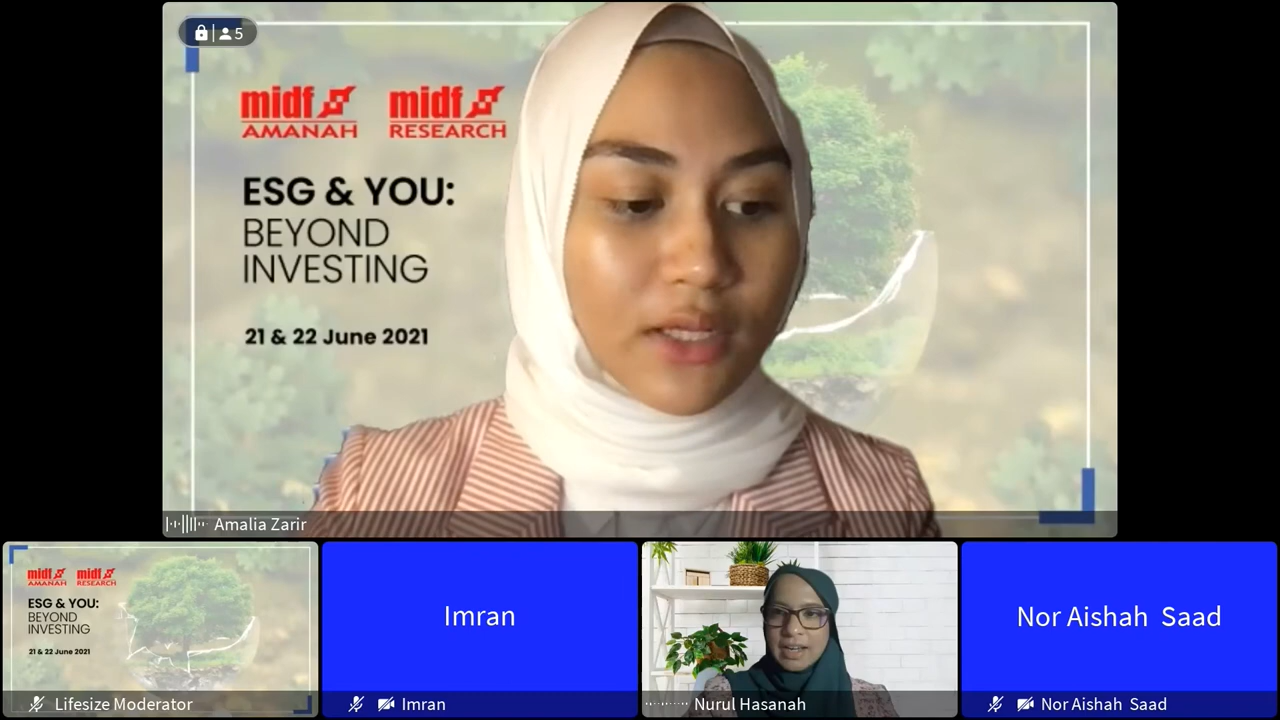 5
midf midf
AMANAH RESEARCH
ESG & YOU:
BEYOND
INVESTING
21 & 22 June 2021
Amalia Zarir
midf midf
AMANAH RESEARCH
ESG & YOU:
BEYOND
INVESTING
21 & 22 June 2021
Lifesize Moderator
Imran
Imran
Nurul Hasanah
Nor Aishah Saad
Nor Aishah Saad